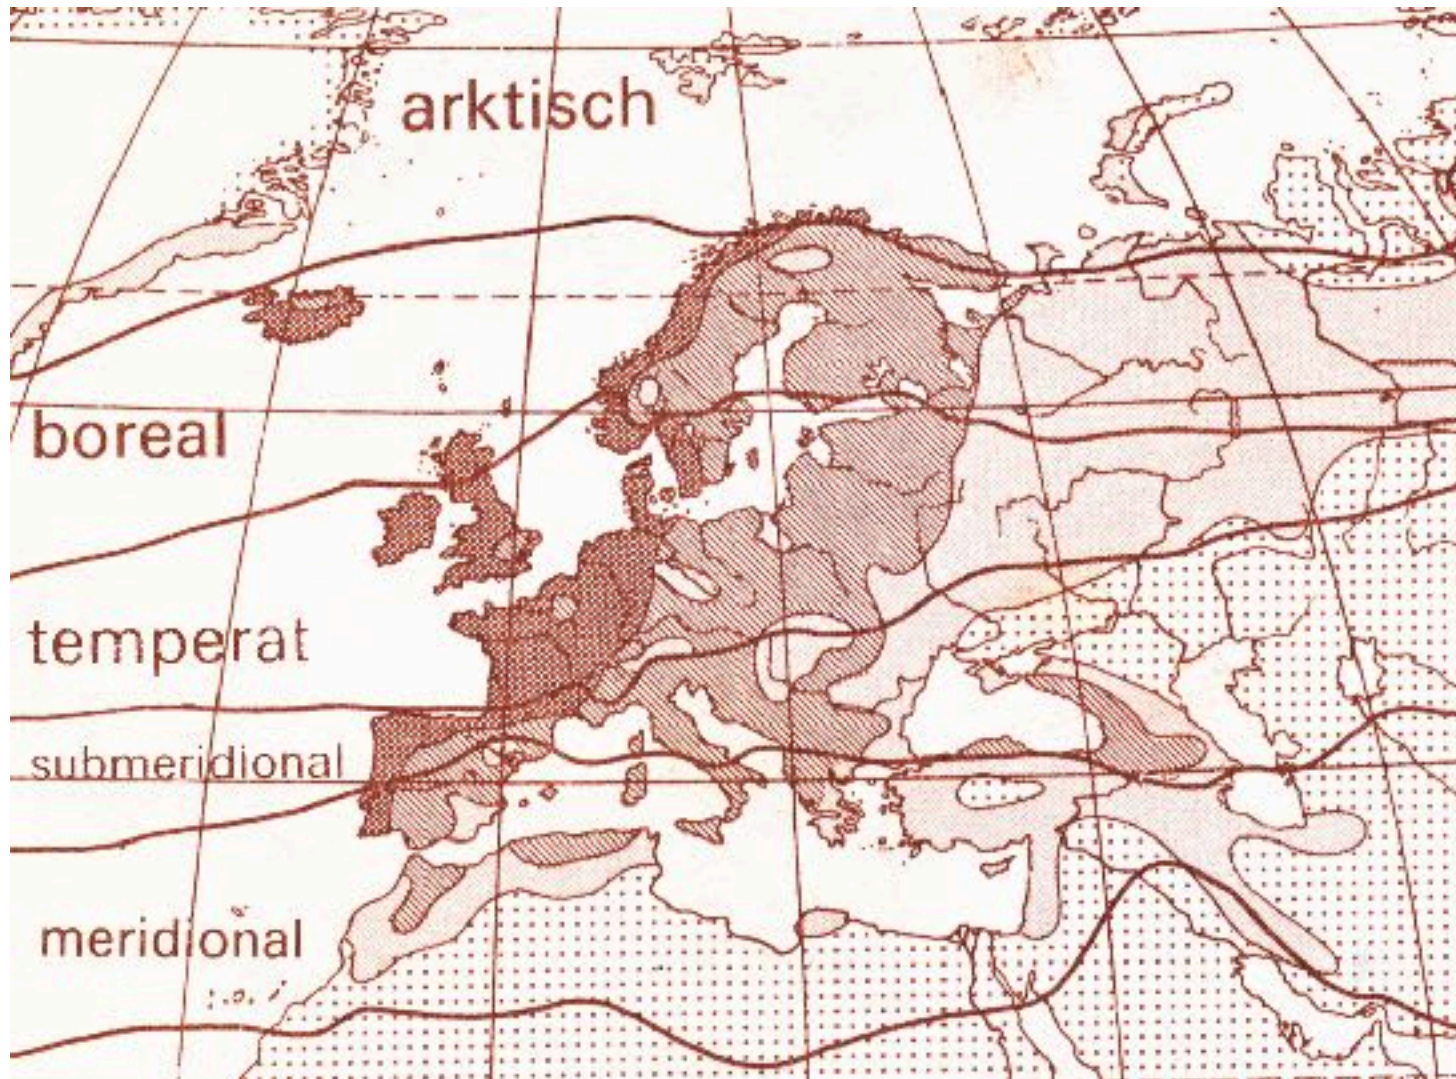 arktisch
boreal
temperat
submeridional
meridional